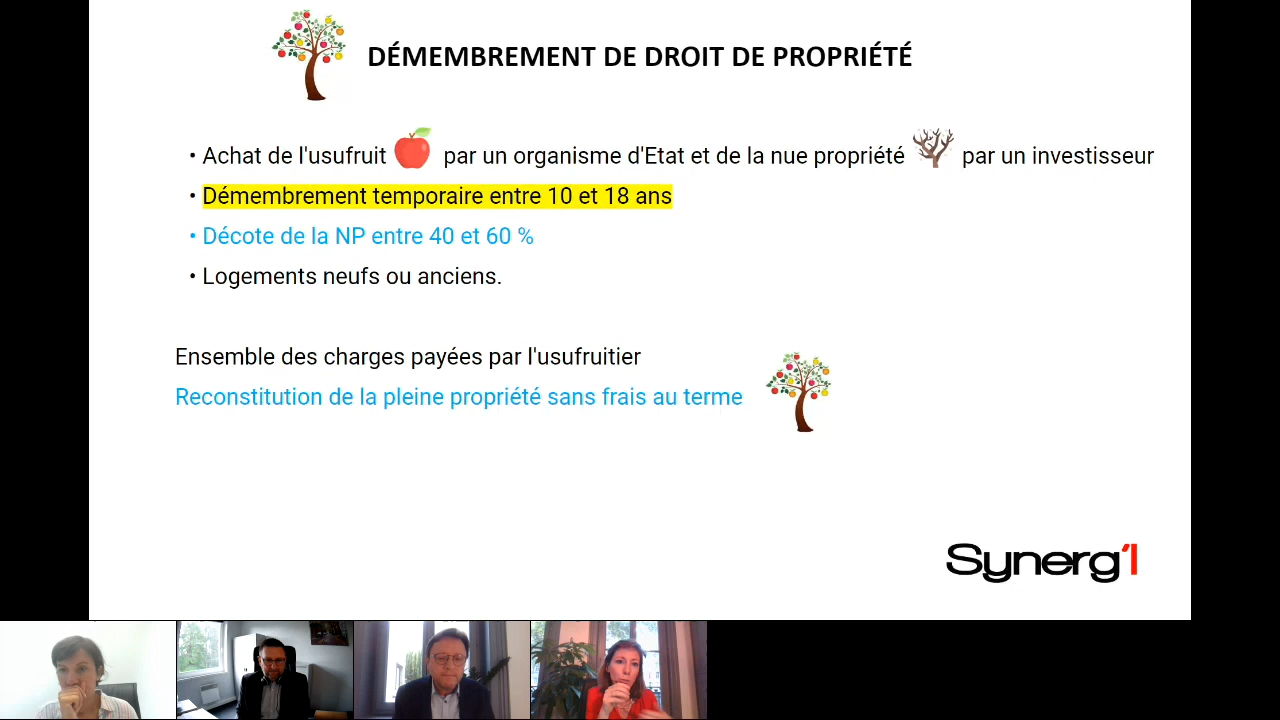 DÉMEMBREMENT DE DROIT DE PROPRIÉTÉ
• Achat de l'usufruit par un organisme d'Etat et de la nue propriété par un investisseur
• Démembrement temporaire entre 10 et 18 ans
• Décote de la NP entre 40 et 60 %
• Logements neufs ou anciens.
Ensemble des charges payées par l'usufruitier
Reconstitution de la pleine propriété sans frais au terme
Synerg'I